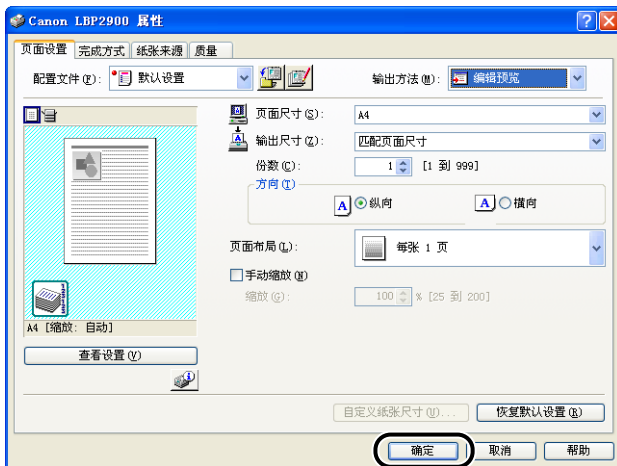 Canon LBP2900 属性
页面设置 完成方式 纸张来源 质量
配置文件(F): 默认设置 输出方法(M): 编辑预览
页面尺寸(S): A4
输出尺寸(Z): 匹配页面尺寸
份数(C): 1 [1 到 999]
方向(T)
A 纵向 A 横向
页面布局(L): 每张 1 页
手动缩放(N)
缩放(G): 100 % [25 到 200]
A4 [缩放: 自动]
查看设置(V)
自定义纸张尺寸(U)... 恢复默认设置(R)
确定 取消 帮助